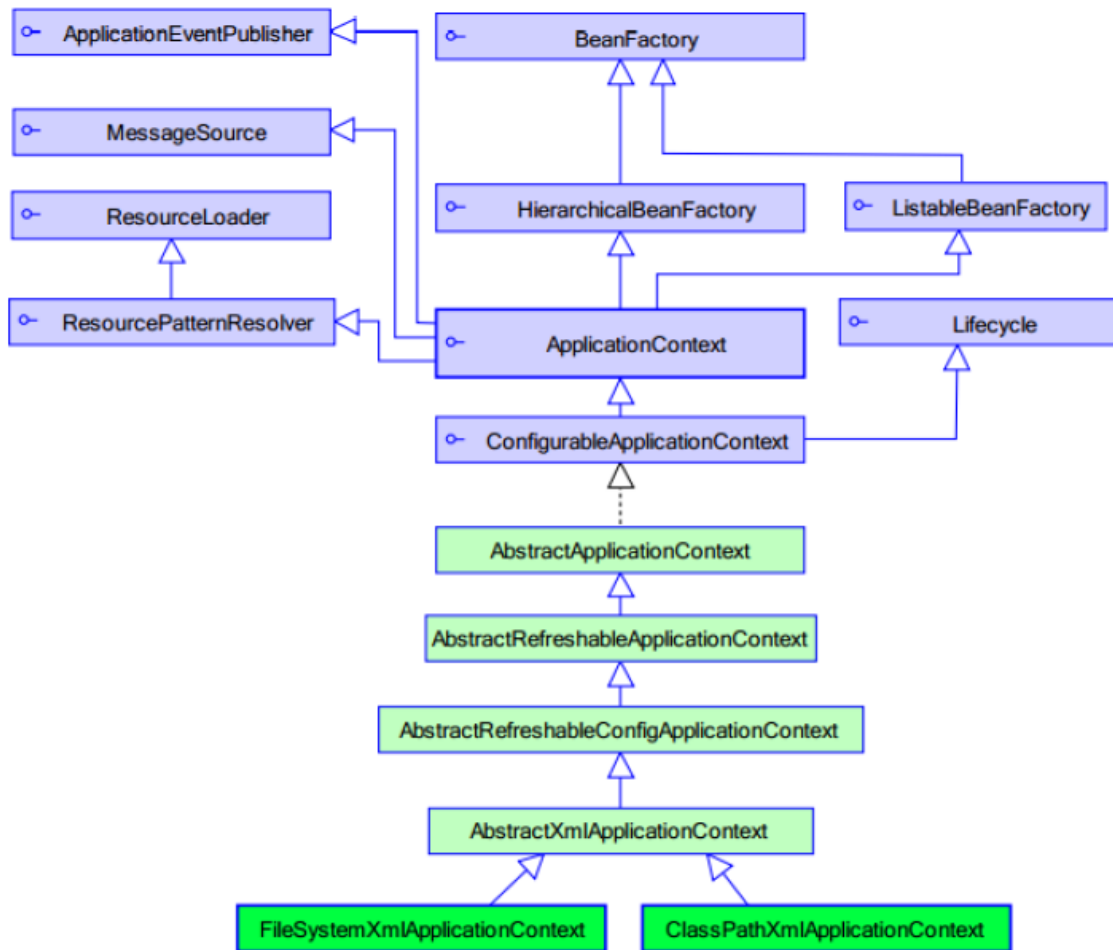 ApplicationEventPublisher
BeanFactory
MessageSource
ResourceLoader
HierarchicalBeanFactory
ListableBeanFactory
ResourcePatternResolver
ApplicationContext
Lifecycle
ConfigurableApplicationContext
AbstractApplicationContext
AbstractRefreshableApplicationContext
AbstractRefreshableConfigApplicationContext
AbstractXmlApplicationContext
FileSystemXmlApplicationContext
ClassPathXmlApplicationContext